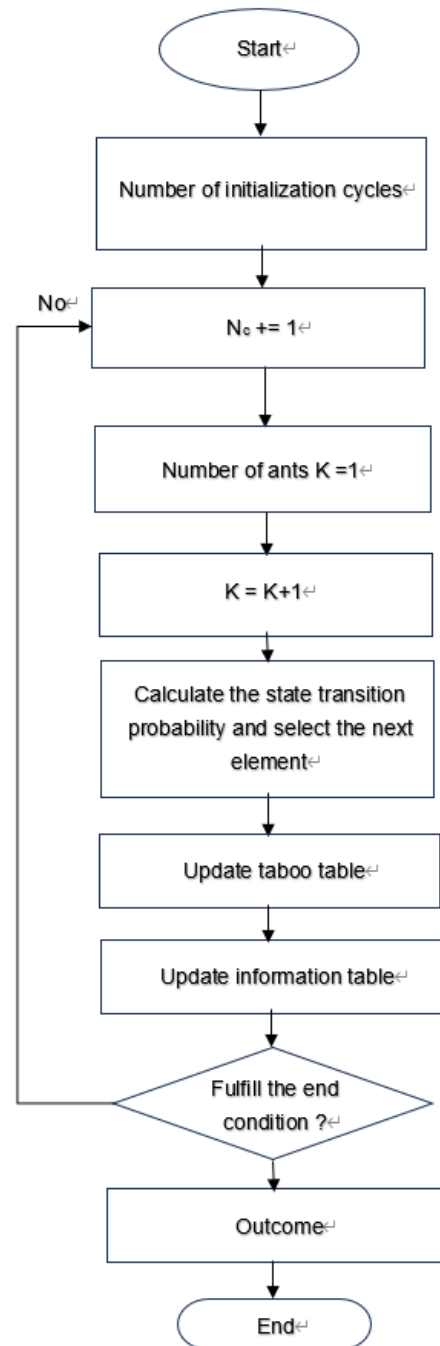 Start↵
Number of initialization cycles↵
No↵
Nc += 1↵
Number of ants K =1↵
K = K+1↵
Calculate the state transition
probability and select the next
element↵
Update taboo table↵
Update information table↵
Fulfill the end
condition ?↵
Outcome↵
End↵